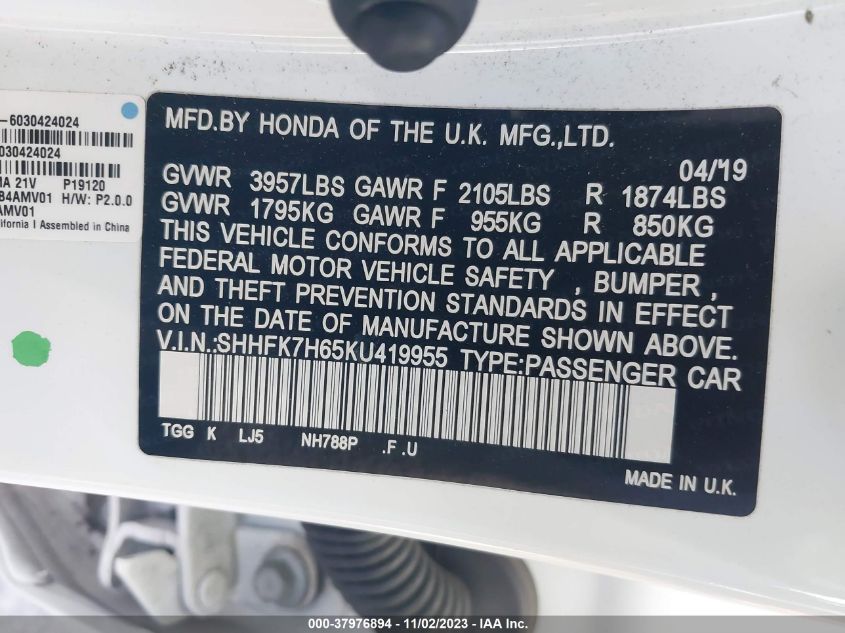 -6030424024
030424024
MA 21V P19120
B4AMV01 H/W: P2.0.0
AMV01
alifornia I Assembled in China
MFD.BY HONDA OF THE U.K. MFG.,LTD.
04/19
GVWR 3957LBS GAWR F 2105LBS R 1874LBS
GVWR 1795KG GAWR F 955KG R 850KG
THIS VEHICLE CONFORMS TO ALL APPLICABLE
FEDERAL MOTOR VEHICLE SAFETY , BUMPER ,
AND THEFT PREVENTION STANDARDS IN EFFECT
ON THE DATE OF MANUFACTURE SHOWN ABOVE.
V.I.N.:SHHFK7H65KU419955 TYPE:PASSENGER CAR
TGG K LJ5 NH788P .F .U
MADE IN U.K.
000-37976894 - 11/02/2023 - IAA Inc.